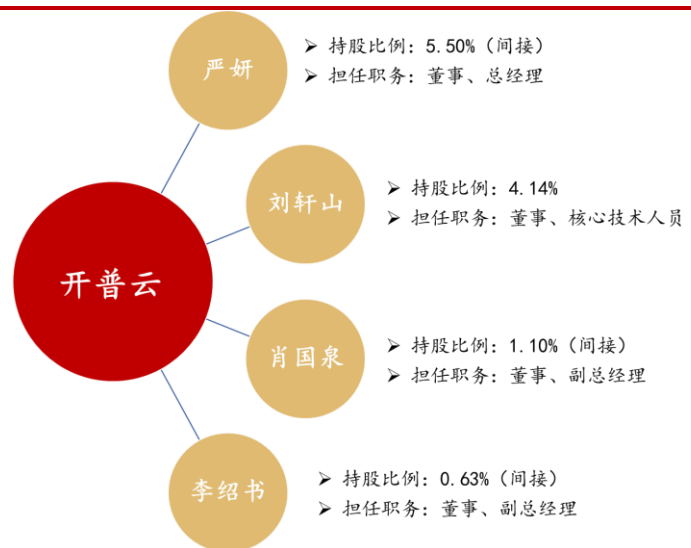 严妍
➢ 持股比例：5.50%（间接）
➢ 担任职务：董事、总经理
刘轩山
➢ 持股比例：4.14%
➢ 担任职务：董事、核心技术人员
开普云
肖国泉
➢ 持股比例：1.10%（间接）
➢ 担任职务：董事、副总经理
李绍书
➢ 持股比例：0.63%（间接）
➢ 担任职务：董事、副总经理